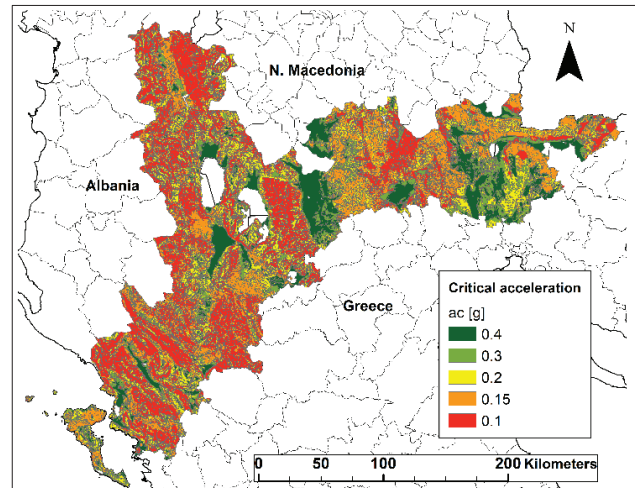 N
N. Macedonia
Albania
Greece
Critical acceleration
ac [g]
0.4
0.3
0.2
0.15
0.1
0 50 100 200 Kilometers